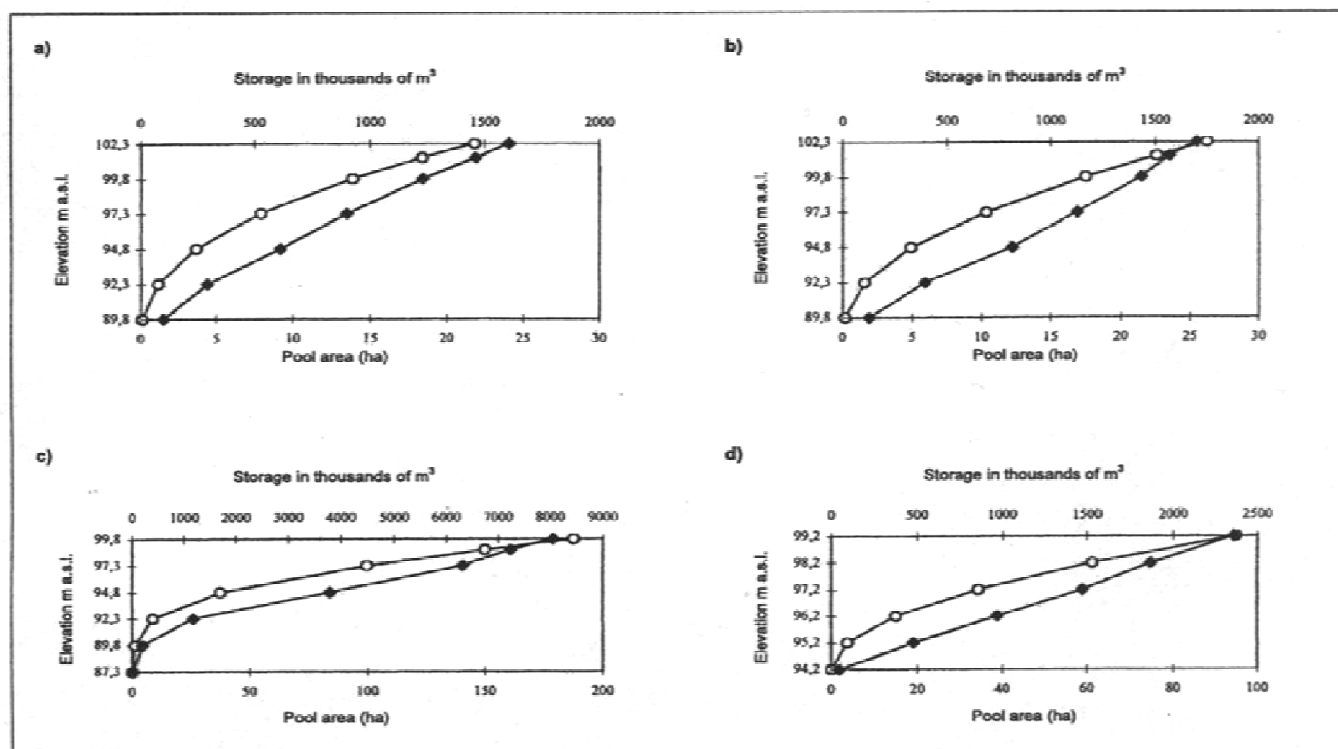 a)
Storage in thousands of m³
0 500 1000 1500 2000
102,3
99,8
97,3
94,8
92,3
89,8
Elevation m a.s.l.
0 5 10 15 20 25 30
Pool area (ha)
b)
Storage in thousands of m³
0 500 1000 1500 2000
102,3
99,8
97,3
94,8
92,3
89,8
Elevation m a.s.l.
0 5 10 15 20 25 30
Pool area (ha)
c)
Storage in thousands of m³
0 1000 2000 3000 4000 5000 6000 7000 8000 9000
99,8
97,3
94,8
92,3
89,8
87,3
Elevation m a.s.l.
0 50 100 150 200
Pool area (ha)
d)
Storage in thousands of m³
0 500 1000 1500 2000 2500
99,2
98,2
97,2
96,2
95,2
94,2
Elevation m a.s.l.
0 20 40 60 80 100
Pool area (ha)